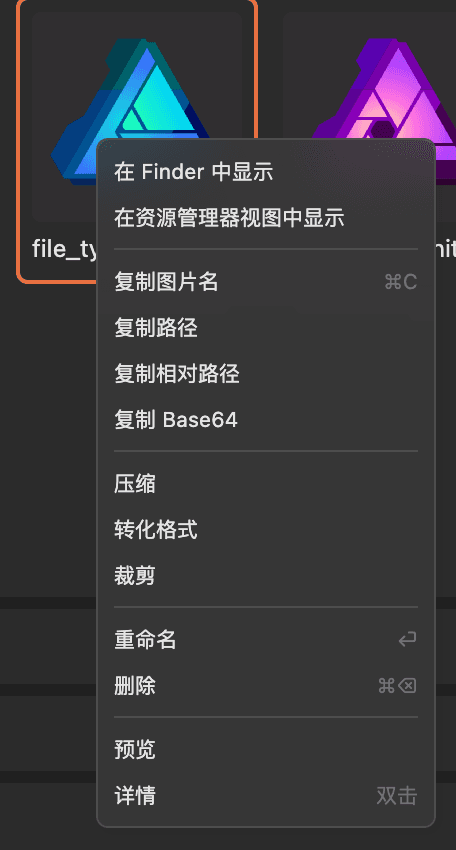 在 Finder 中显示
在资源管理器视图中显示
file_ty
nit
复制图片名 ⌘C
复制路径
复制相对路径
复制 Base64
压缩
转化格式
裁剪
重命名 ↩
删除 ⌘⌫
预览
详情 双击